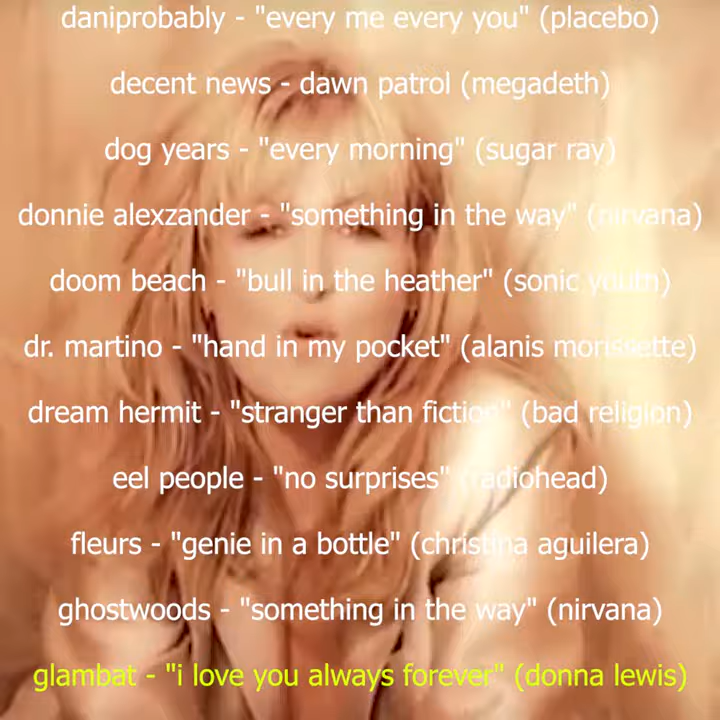 daniprobably - "every me every you" (placebo)
decent news - dawn patrol (megadeth)
dog years - "every morning" (sugar ray)
donnie alexzander - "something in the way" (nirvana)
doom beach - "bull in the heather" (sonic youth)
dr. martino - "hand in my pocket" (alanis morissette)
dream hermit - "stranger than fiction" (bad religion)
eel people - "no surprises" (radiohead)
fleurs - "genie in a bottle" (christina aguilera)
ghostwoods - "something in the way" (nirvana)
glambat - "i love you always forever" (donna lewis)